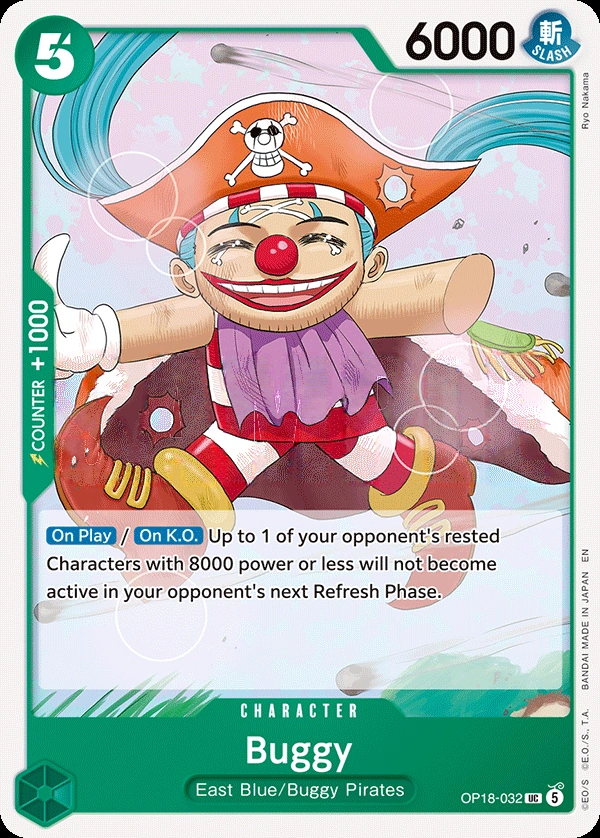 5
6000
斬
SLASH
Ryo Nakama
COUNTER +1000
On Play / On K.O. Up to 1 of your opponent's rested
Characters with 8000 power or less will not become
active in your opponent's next Refresh Phase.
©EO/S ©E.O./S., T.A. BANDAI MADE IN JAPAN EN
CHARACTER
Buggy
East Blue/Buggy Pirates
OP18-032 UC 5